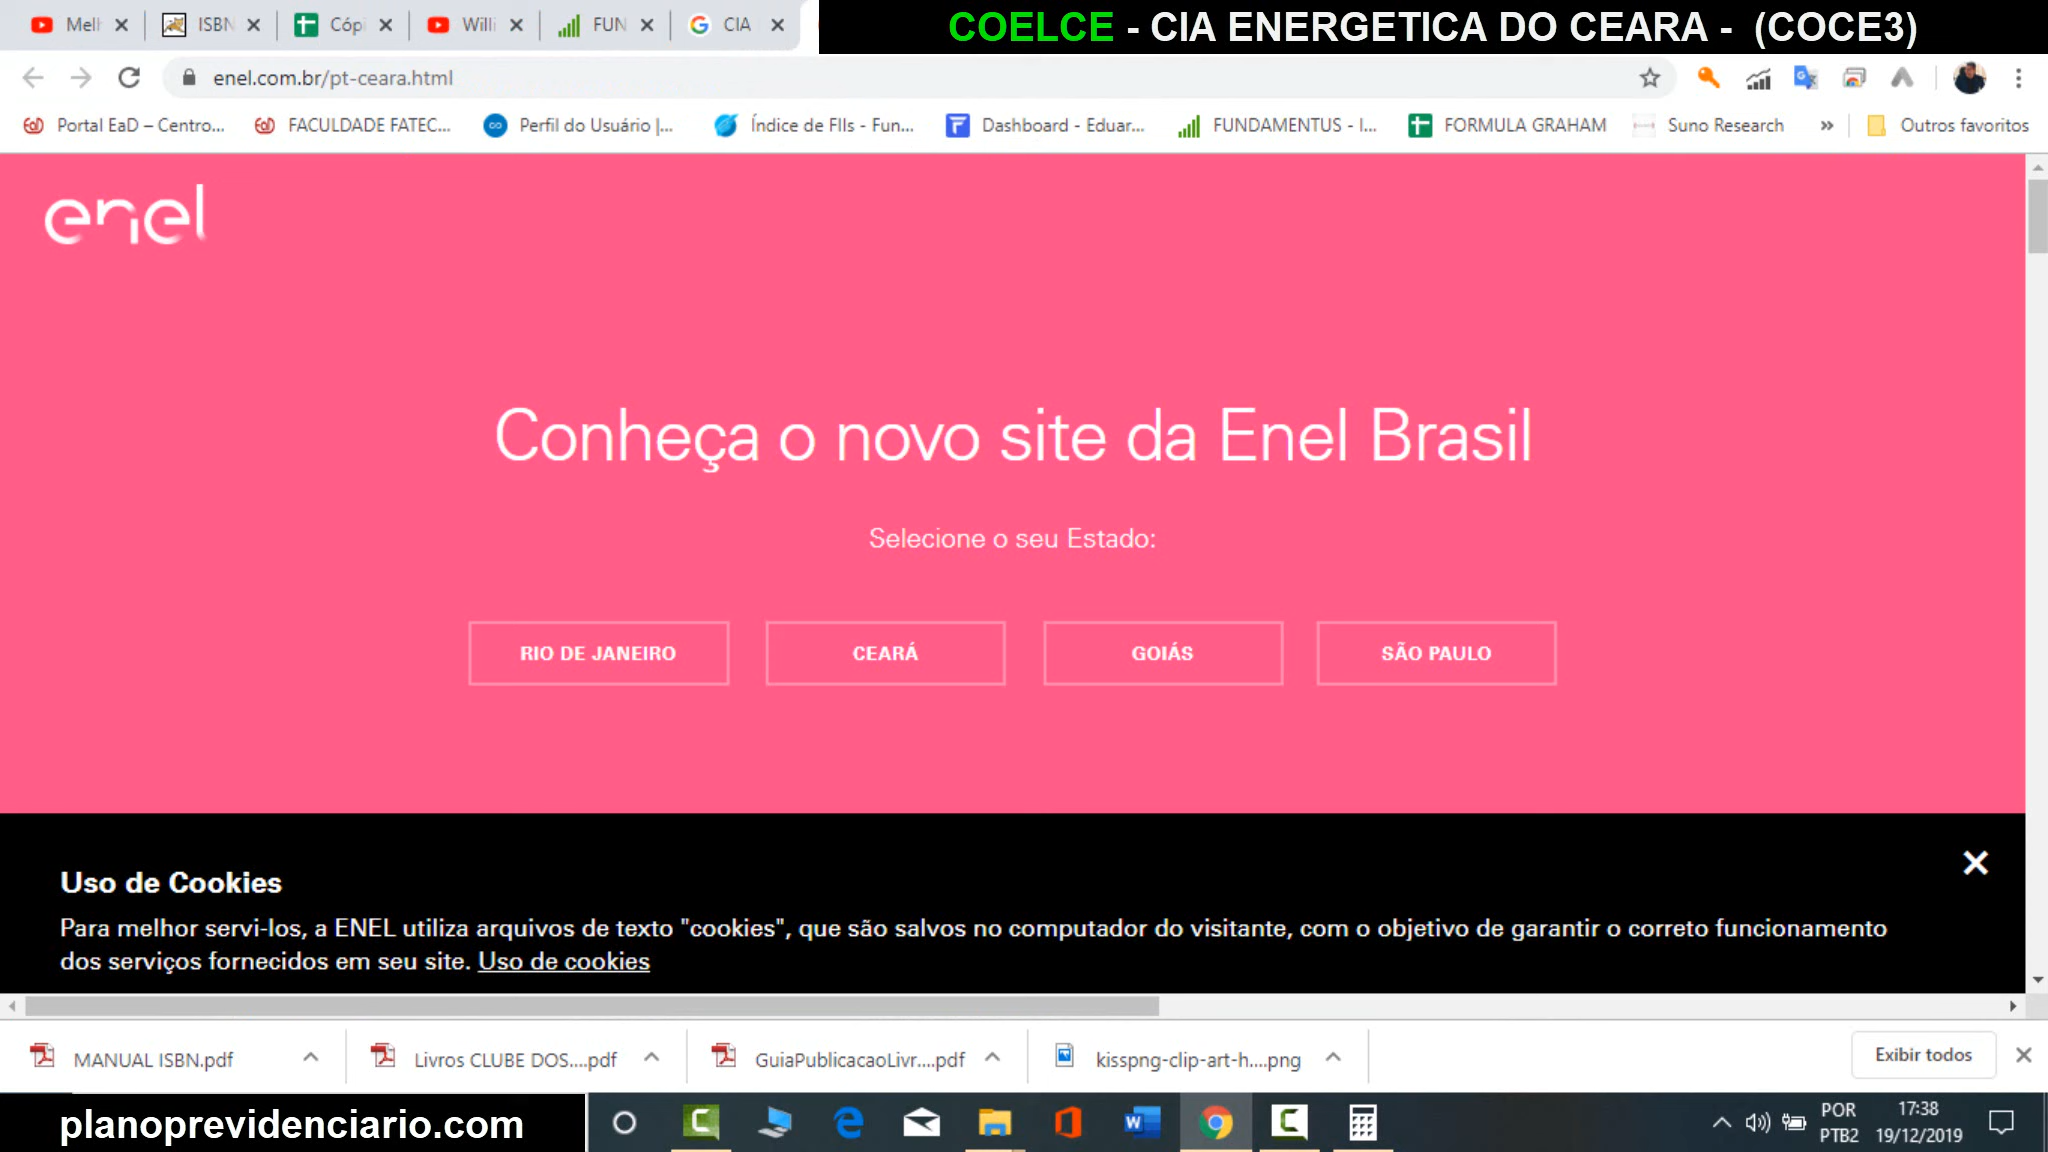 Melh
ISBN
Cópi
Willi
FUN
CIA
COELCE - CIA ENERGETICA DO CEARA - (COCE3)
enel.com.br/pt-ceara.html
Portal EaD – Centro...
FACULDADE FATEC...
Perfil do Usuário |...
Índice de FIIs - Fun...
Dashboard - Eduar...
FUNDAMENTUS - I...
FORMULA GRAHAM
Suno Research
»
Outros favoritos
enel
Conheça o novo site da Enel Brasil
Selecione o seu Estado:
RIO DE JANEIRO
CEARÁ
GOIÁS
SÃO PAULO
Uso de Cookies
Para melhor servi-los, a ENEL utiliza arquivos de texto "cookies", que são salvos no computador do visitante, com o objetivo de garantir o correto funcionamento
dos serviços fornecidos em seu site. Uso de cookies
MANUAL ISBN.pdf
Livros CLUBE DOS....pdf
GuiaPublicacaoLivr....pdf
kisspng-clip-art-h....png
Exibir todos
planoprevidenciario.com
POR
PTB2
17:38
19/12/2019